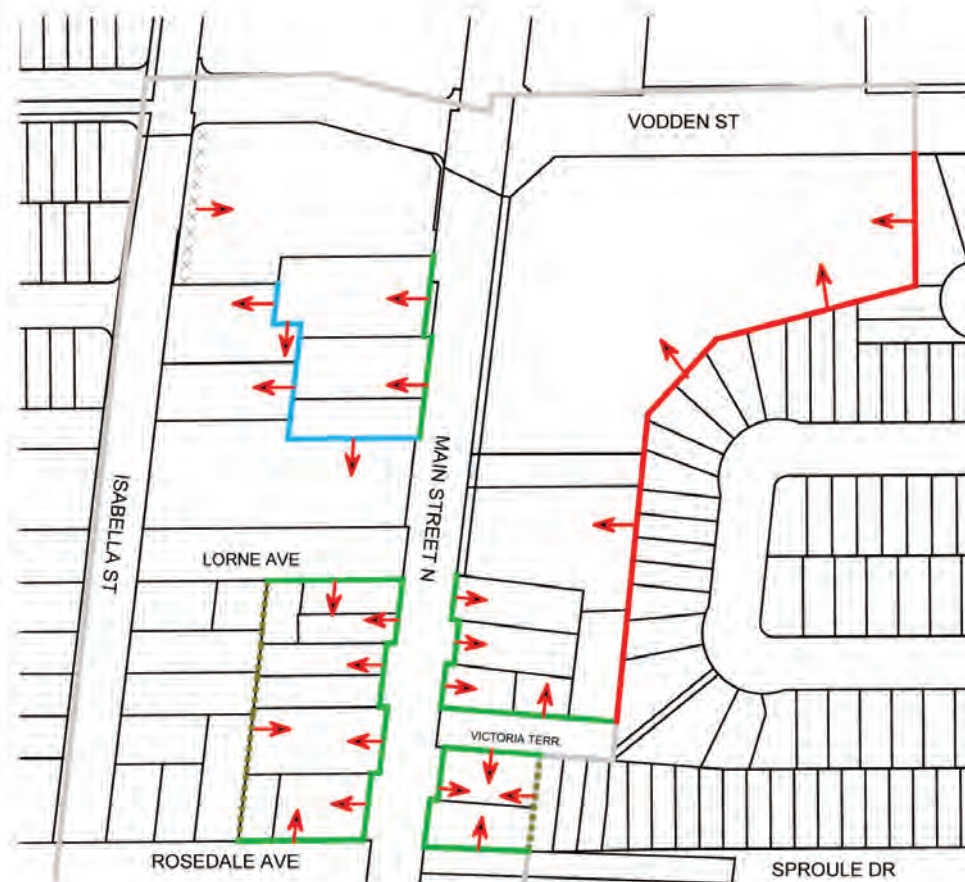 VODDEN ST
MAIN STREET N
ISABELLA ST
LORNE AVE
VICTORIA TERR.
ROSEDALE AVE
SPROULE DR